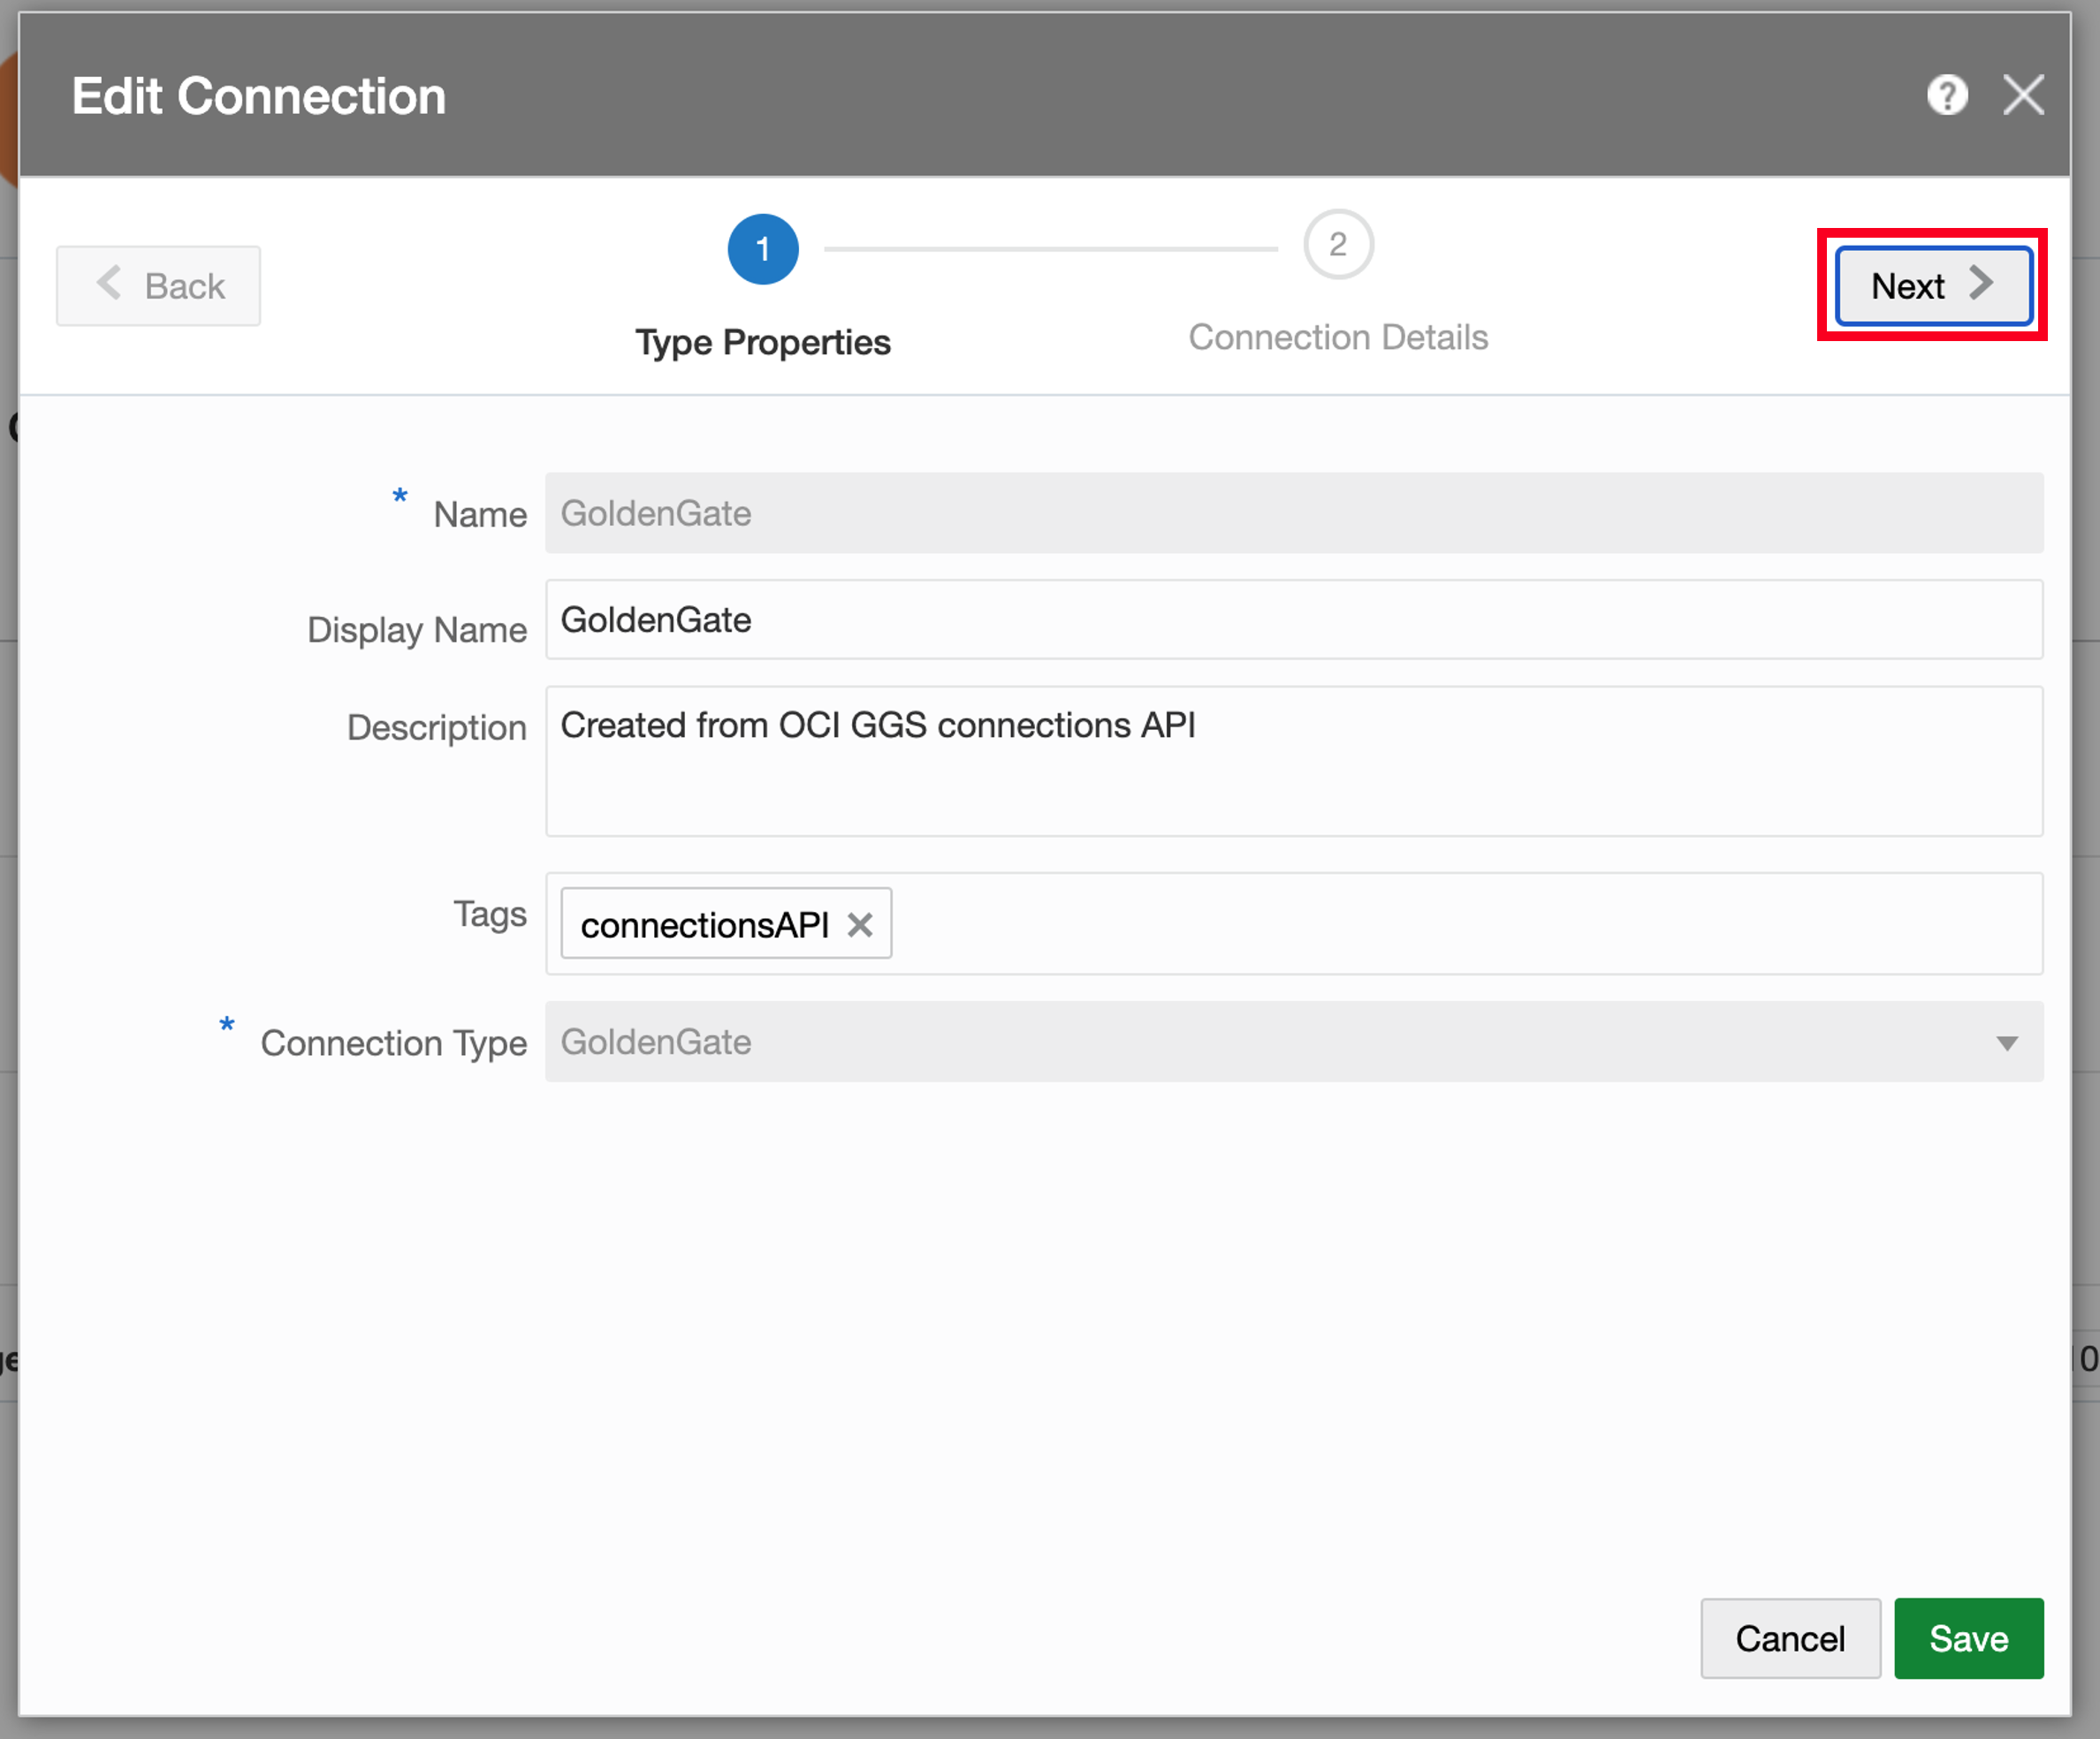 Edit Connection
?
Back
1
2
Next
Type Properties
Connection Details
* Name
GoldenGate
Display Name
GoldenGate
Description
Created from OCI GGS connections API
Tags
connectionsAPI
* Connection Type
GoldenGate
Cancel
Save